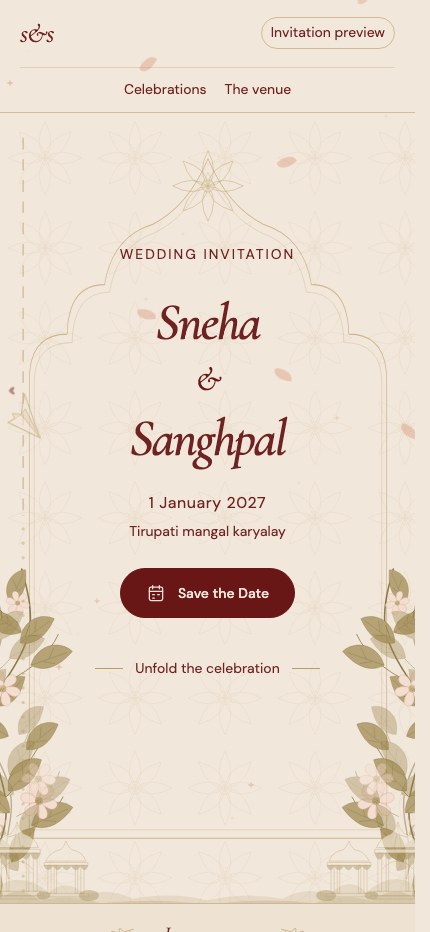 s&s
Invitation preview
Celebrations The venue
WEDDING INVITATION
Sneha
&
Sanghpal
1 January 2027
Tirupati mangal karyalay
Save the Date
Unfold the celebration